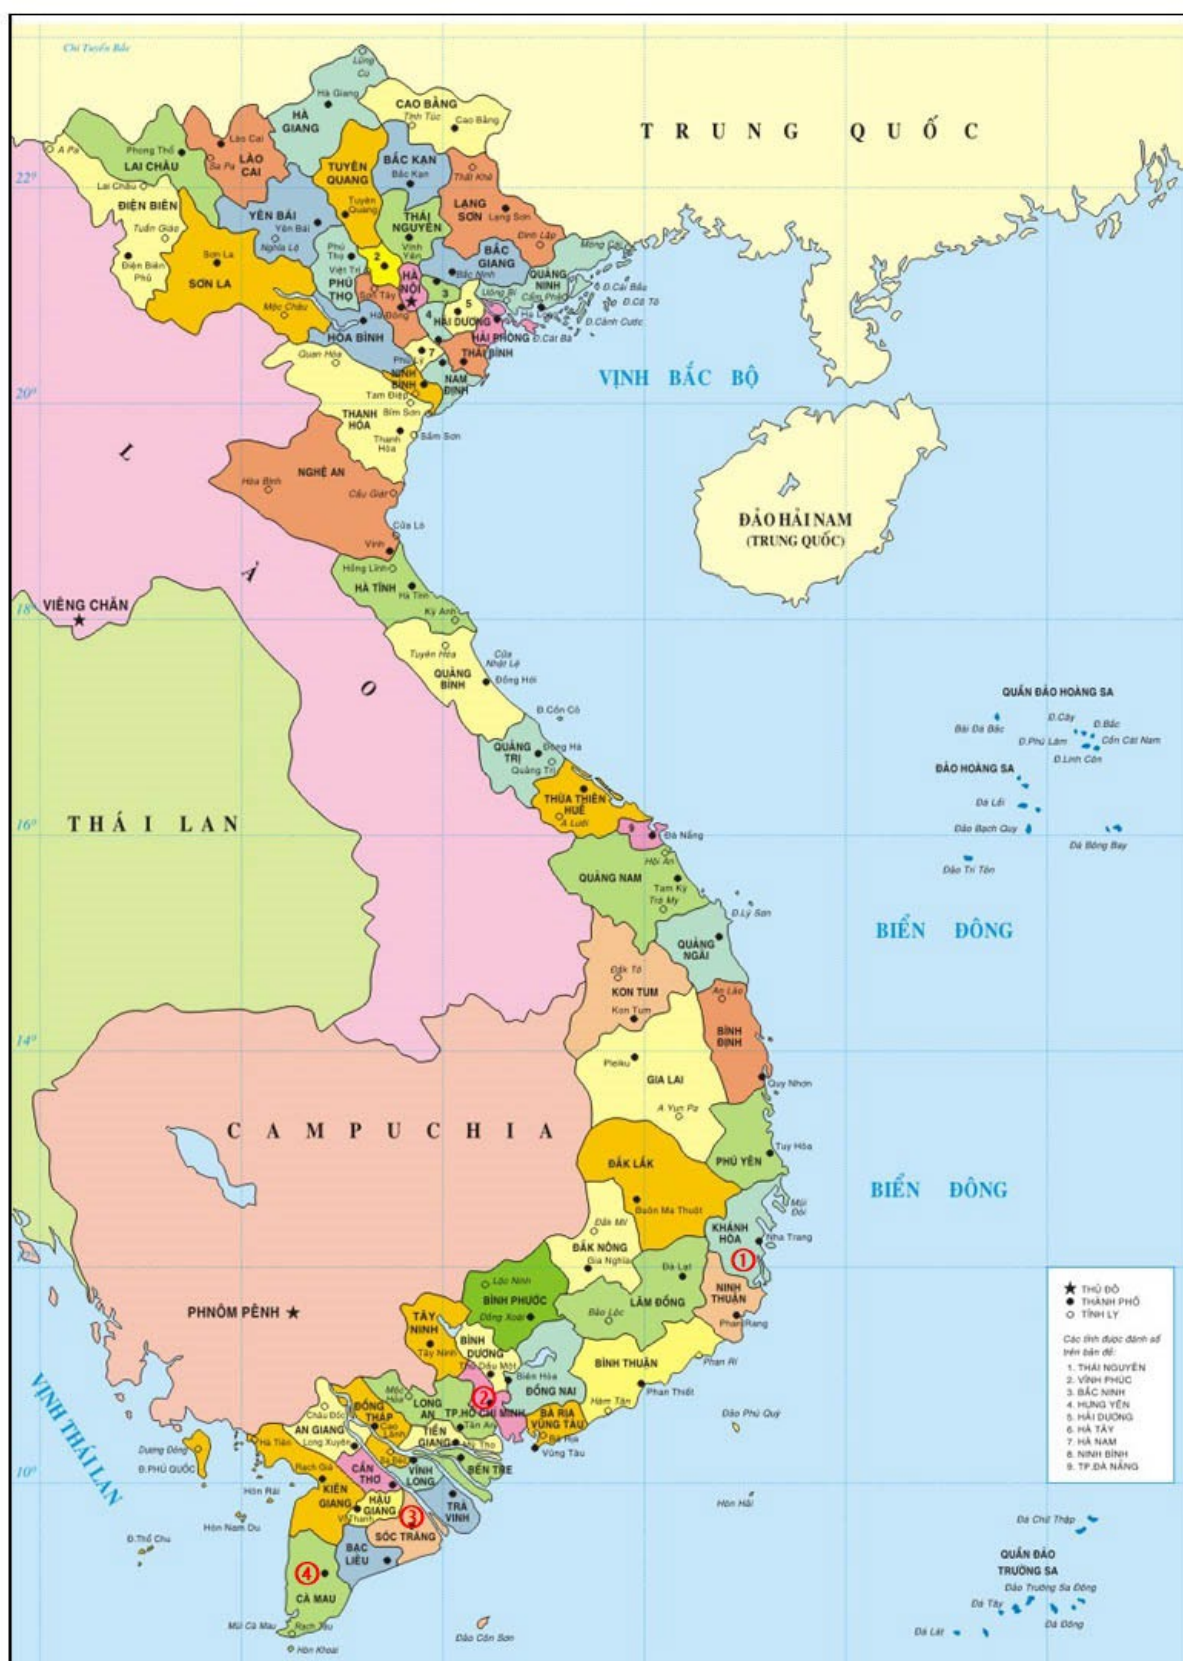 Chí Tuyến Bắc
Lũng
Cú
Hà Giang
HÀ
GIANG
CAO BẰNG
Tĩnh Túc
Cao Bằng
T R U N G   Q U Ố C
A Pa
Phong Thổ
LAI CHÂU
Lào Cai
Sa Pa
LÀO
CAI
TUYÊN
QUANG
BẮC KẠN
Bắc Kạn
Thất Khê
22°
Lai Châu
ĐIỆN BIÊN
Tuần Giáo
YÊN BÁI
Yên Bái
Nghĩa Lộ
Tuyên
Quang
THÁI
NGUYÊN
LẠNG
SƠN
Lạng Sơn
Đình Lập
Móng Cái
Điện Biên
Phủ
Sơn La
SƠN LA
Phú
Thọ
Việt Trì
PHÚ
THỌ
2
Vĩnh
Yên
BẮC
GIANG
Bắc Ninh
QUẢNG
NINH
HÀ
NỘI
Sơn Tây
Hà Đông
3
5
4
Uông Bí
Cẩm Phả
Hạ Long
Đ.Cái Bầu
Đ.Cô Tô
Đ.Cảnh Cước
Mộc Châu
HÒA BÌNH
HẢI DƯƠNG
HẢI PHÒNG
Đ.Cát Bà
Quan Hóa
Phủ Lý
7
THÁI BÌNH
NINH
BÌNH
NAM
ĐỊNH
VỊNH BẮC BỘ
20°
Tam Điệp
Bỉm Sơn
THANH
HÓA
Thanh
Hóa
Sầm Sơn
L
À
O
NGHỆ AN
Hòa Bình
Cầu Giát
Cửa Lò
Vinh
ĐẢO HẢI NAM
(TRUNG QUỐC)
Hồng Lĩnh
HÀ TĨNH
Hà Tĩnh
Kỳ Anh
18°
VIÊNG CHĂN
Tuyên Hóa
QUẢNG
BÌNH
Cửa
Nhật Lệ
Đồng Hới
Đ.Cồn Cỏ
QUẢNG
TRỊ
Đông Hà
Quảng Trị
QUẦN ĐẢO HOÀNG SA
Bãi Đá Bắc
Đ.Cây
Đ.Bắc
Đ.Phú Lâm
Cồn Cát Nam
Đ.Linh Côn
ĐẢO HOÀNG SA
Đá Lồi
Đảo Bạch Quy
Đá Bông Bay
Đảo Tri Tôn
THÁI LAN
THỪA THIÊN
HUẾ
A Lưới
16°
9
Đà Nẵng
Hội An
QUẢNG NAM
Tam Kỳ
Trà My
Đ.Lý Sơn
QUẢNG
NGÃI
BIỂN ĐÔNG
Đắk Tô
KON TUM
Kon Tum
An Lão
BÌNH
ĐỊNH
14°
Pleiku
GIA LAI
A Yun Pa
Quy Nhơn
C A M P U C H I A
ĐẮK LẮK
PHÚ YÊN
Tuy Hòa
Buôn Ma Thuột
BIỂN ĐÔNG
Mũi
Đôi
Đắk Mil
ĐẮK NÔNG
Gia Nghĩa
KHÁNH
HÒA
Nha Trang
1
12°
Đà Lạt
LÂM ĐỒNG
Bảo Lộc
NINH
THUẬN
Phan Rang
PHNÔM PÊNH
Lộc Ninh
BÌNH PHƯỚC
Đồng Xoài
TÂY
NINH
Tây Ninh
BÌNH
DƯƠNG
Thủ Dầu Một
Biên Hòa
ĐỒNG NAI
BÌNH THUẬN
Phan Rí
Phan Thiết
Hàm Tân
Đảo Phú Quý
VỊNH THÁI LAN
2
TP.HỒ CHÍ MINH
Mộc
Hóa
LONG
AN
Tân An
BÀ RỊA
VŨNG TÀU
Bà Rịa
Vũng Tàu
Châu Đốc
ĐỒNG
THÁP
Cao
Lãnh
AN GIANG
Long Xuyên
TIỀN
GIANG
Mỹ Tho
Hà Tiên
Dương Đông
Đ.PHÚ QUỐC
BẾN TRE
Sa Đéc
VĨNH
LONG
CẦN
THƠ
10°
Rạch Giá
KIÊN
GIANG
Hòn Rái
Hòn Nam Du
Đ.Thổ Chu
HẬU
GIANG
Vị Thanh
TRÀ
VINH
3
SÓC TRĂNG
BẠC
LIÊU
4
CÀ MAU
Mũi Cà Mau
Rạch Tàu
Hòn Khoai
Đảo Côn Sơn
Hòn Hải
THỦ ĐÔ
THÀNH PHỐ
TỈNH LỴ
Các tỉnh được đánh số
trên bản đồ:
1. THÁI NGUYÊN
2. VĨNH PHÚC
3. BẮC NINH
4. HƯNG YÊN
5. HẢI DƯƠNG
6. HÀ TÂY
7. HÀ NAM
8. NINH BÌNH
9. TP.ĐÀ NẴNG
Đá Chữ Thập
QUẦN ĐẢO
TRƯỜNG SA
Đảo Trường Sa Đông
Đá Tây
Đá Đông
Đá Lát